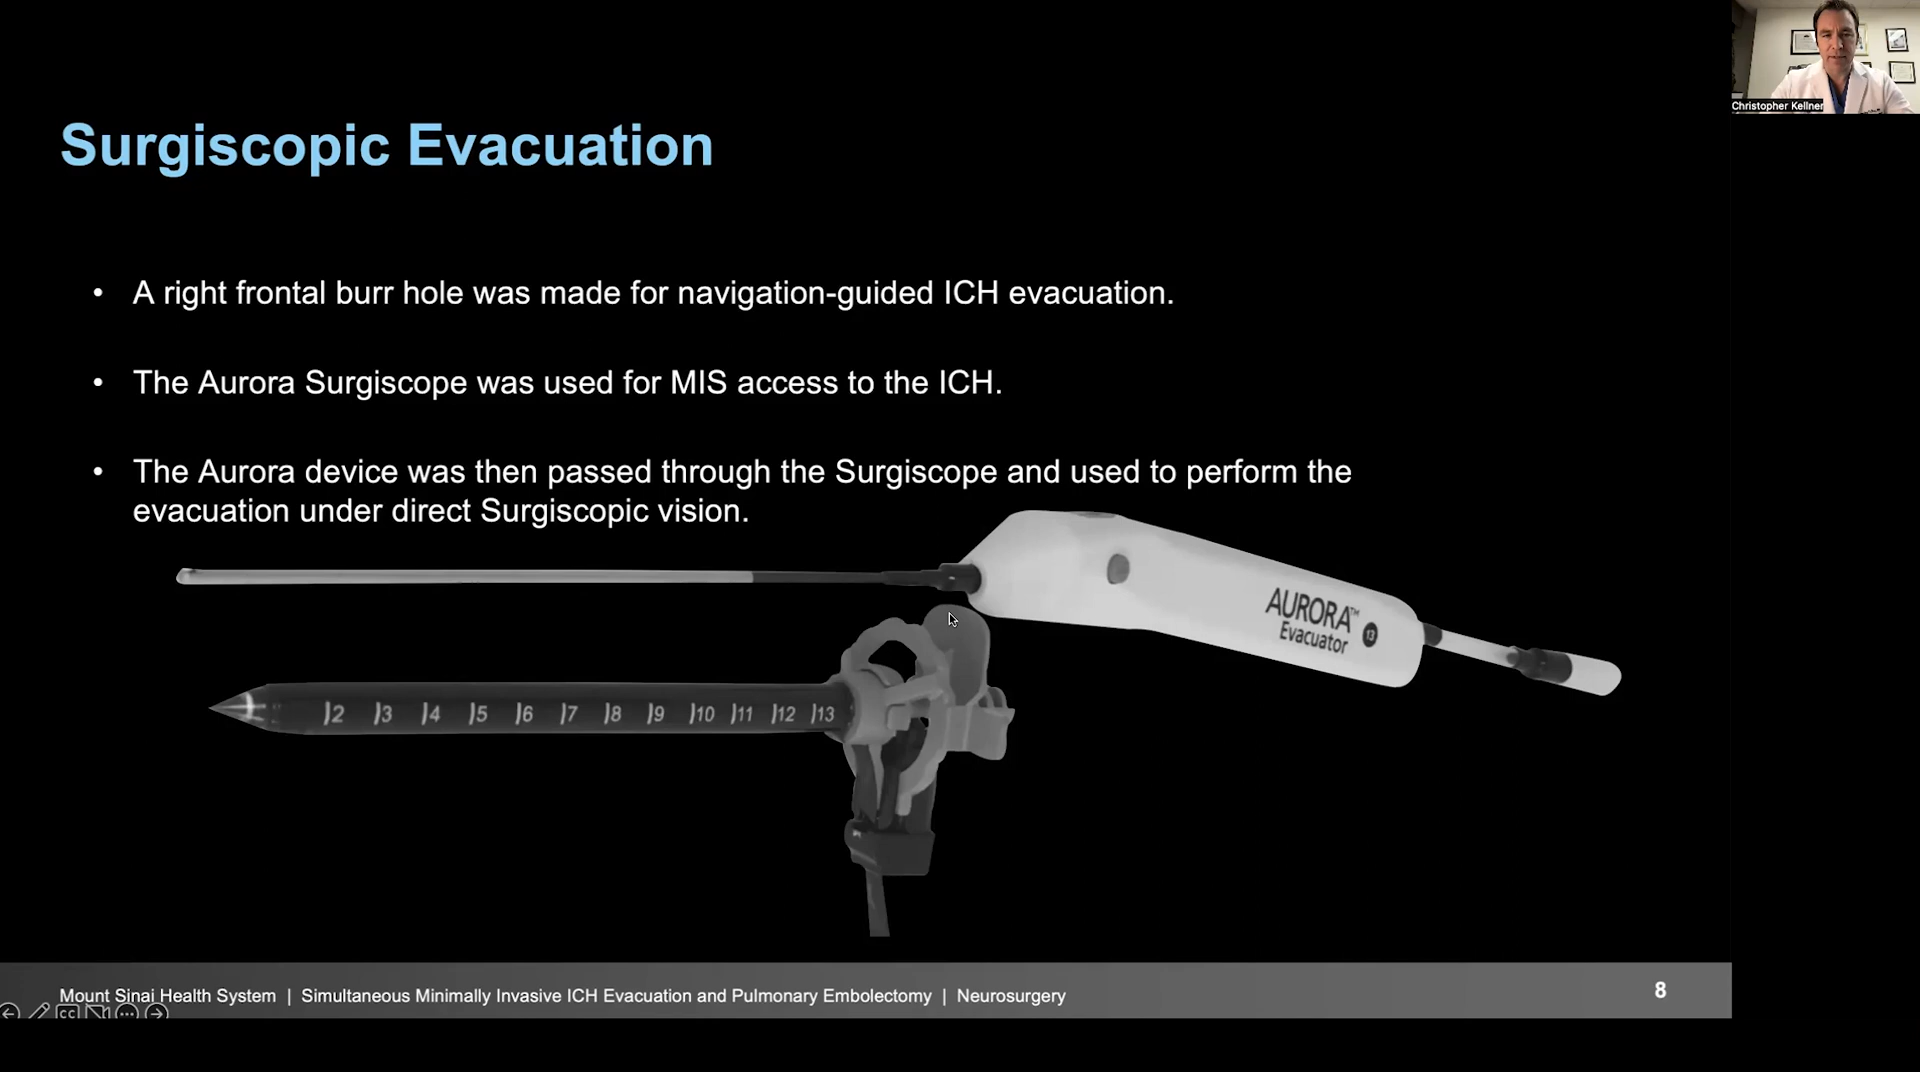 Christopher Kellner
Surgiscopic Evacuation
• A right frontal burr hole was made for navigation-guided ICH evacuation.
• The Aurora Surgiscope was used for MIS access to the ICH.
• The Aurora device was then passed through the Surgiscope and used to perform the
evacuation under direct Surgiscopic vision.
AURORA™
Evacuator 13
2 3 4 5 6 7 8 9 10 11 12 13
Mount Sinai Health System | Simultaneous Minimally Invasive ICH Evacuation and Pulmonary Embolectomy | Neurosurgery
8
CC